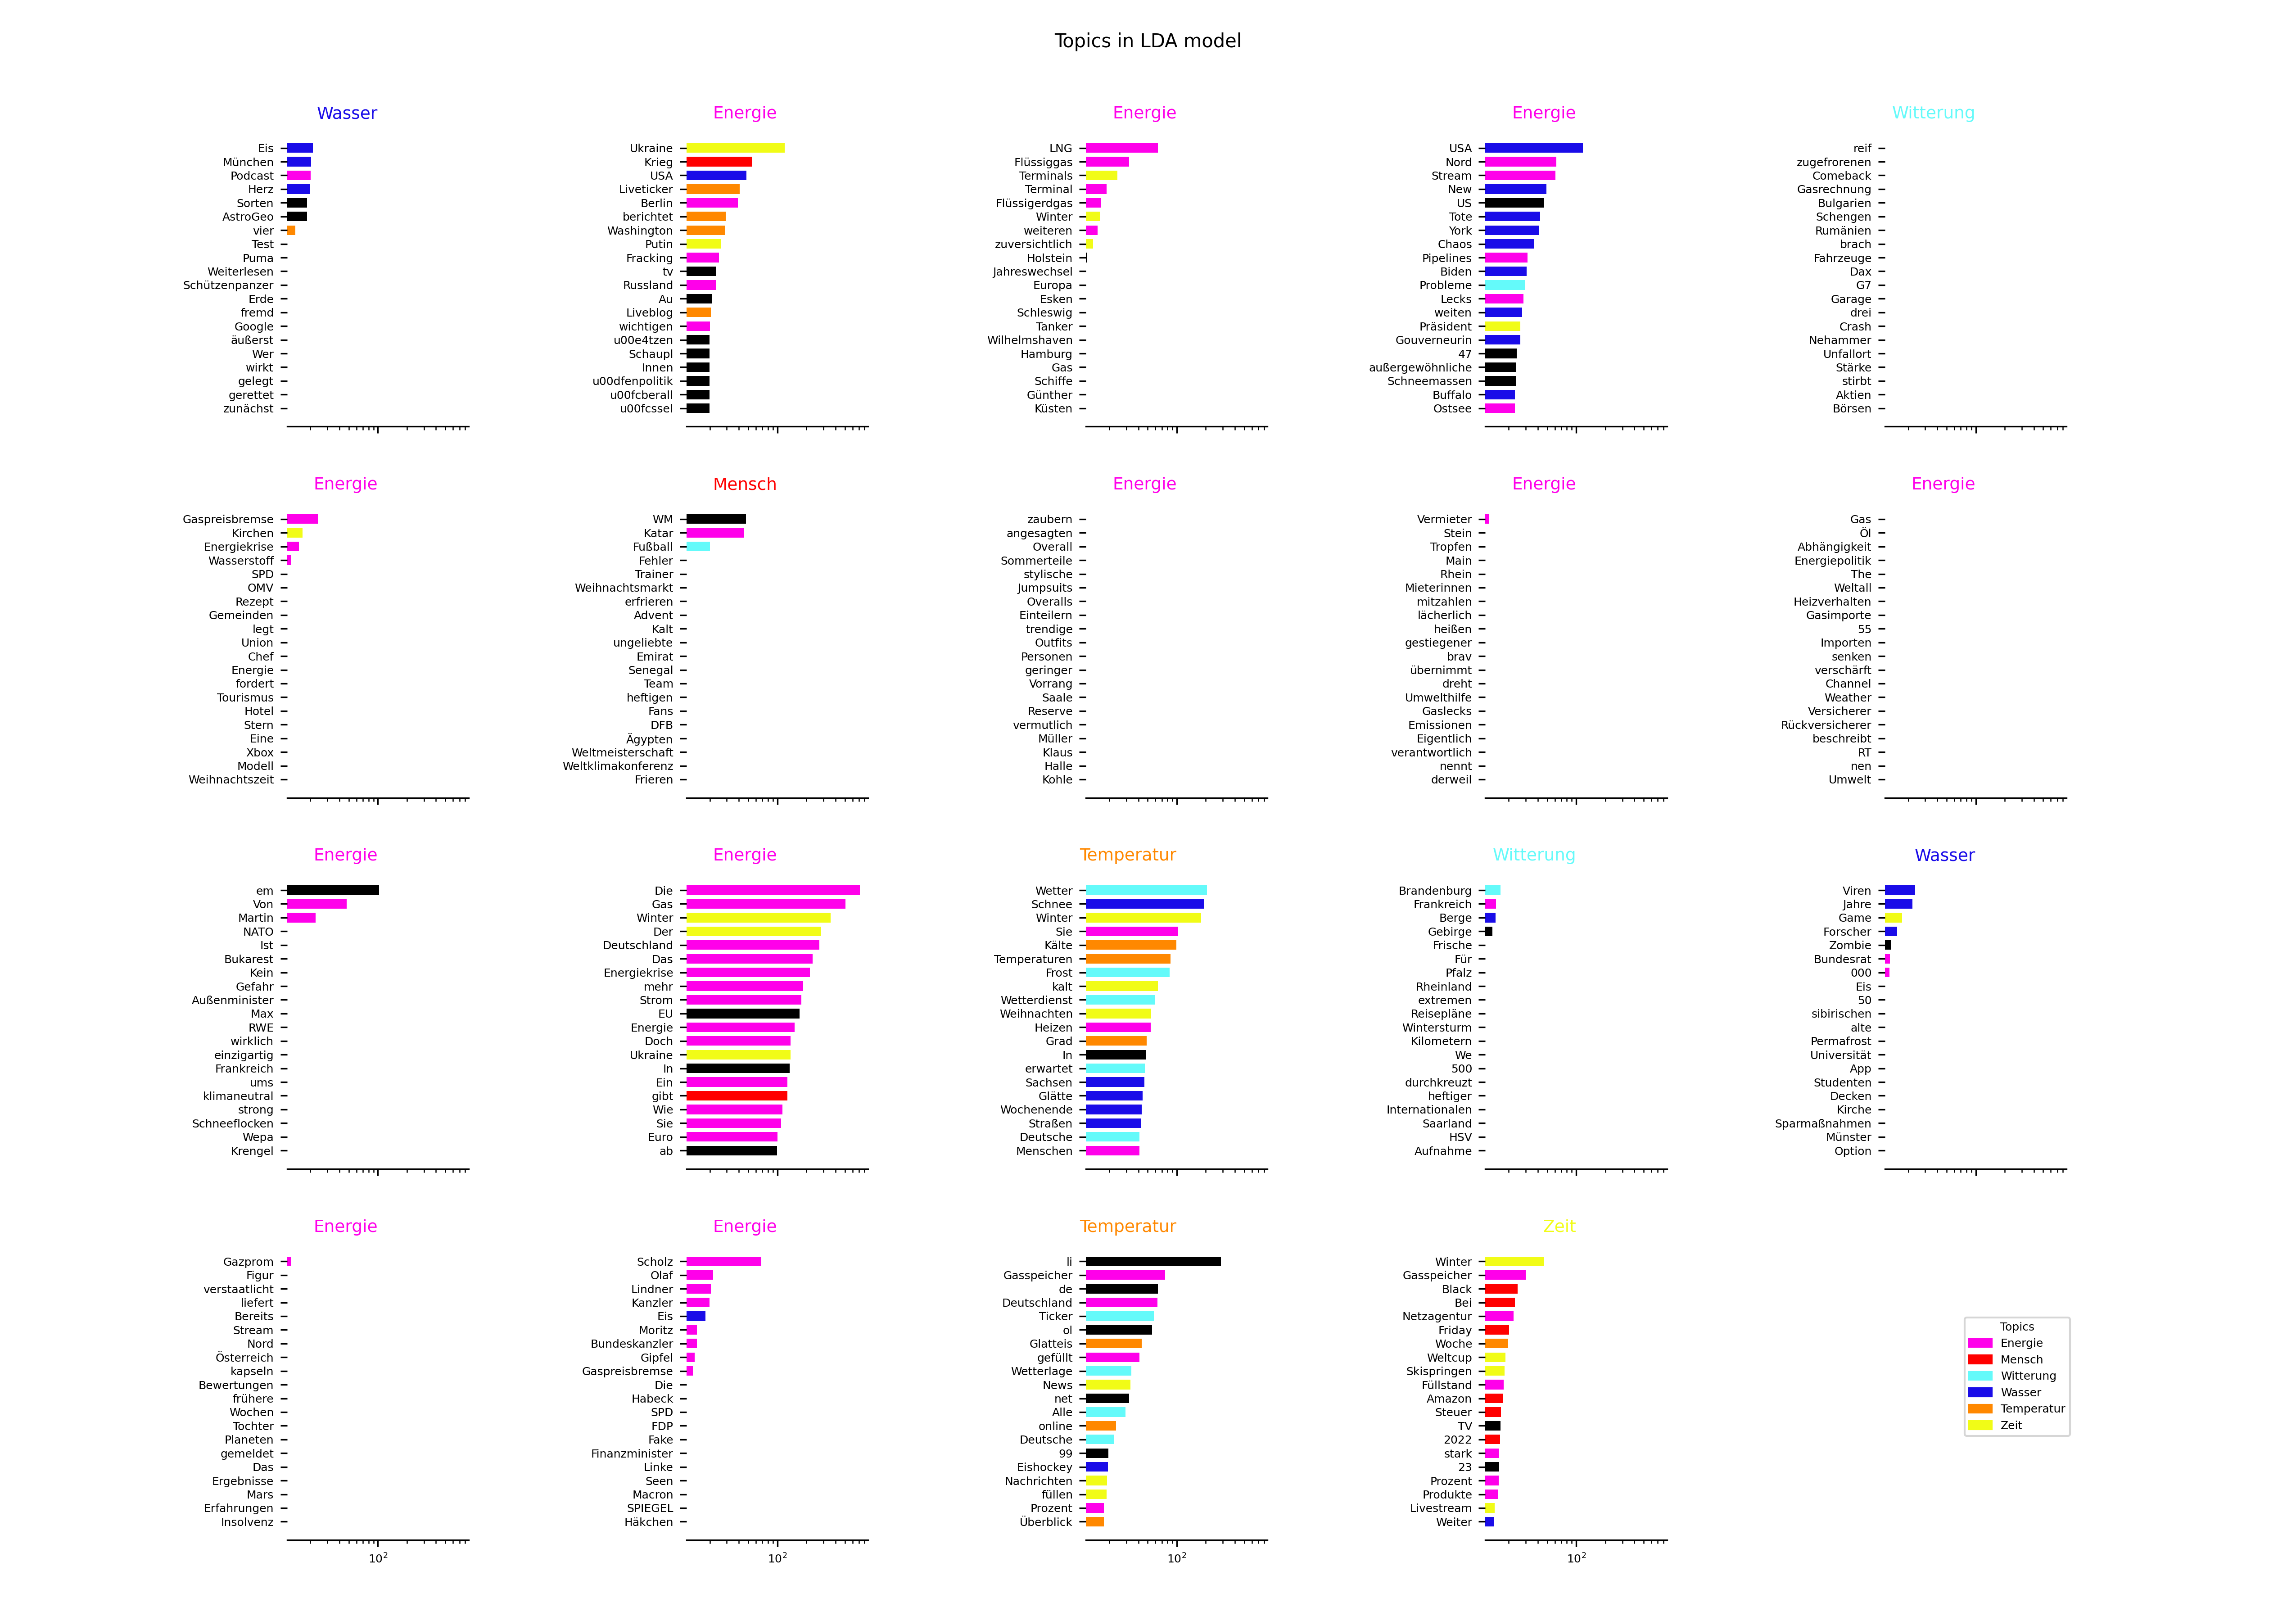 Topics in LDA model
Wasser
Eis
München
Podcast
Herz
Sorten
AstroGeo
vier
Test
Puma
Weiterlesen
Schützenpanzer
Erde
fremd
Google
äußerst
Wer
wirkt
gelegt
gerettet
zunächst
Energie
Ukraine
Krieg
USA
Liveticker
Berlin
berichtet
Washington
Putin
Fracking
tv
Russland
Au
Liveblog
wichtigen
u00e4tzen
Schaupl
Innen
u00dfenpolitik
u00fcberall
u00fcssel
Energie
LNG
Flüssiggas
Terminals
Terminal
Flüssigerdgas
Winter
weiteren
zuversichtlich
Holstein
Jahreswechsel
Europa
Esken
Schleswig
Tanker
Wilhelmshaven
Hamburg
Gas
Schiffe
Günther
Küsten
Energie
USA
Nord
Stream
New
US
Tote
York
Chaos
Pipelines
Biden
Probleme
Lecks
weiten
Präsident
Gouverneurin
47
außergewöhnliche
Schneemassen
Buffalo
Ostsee
Witterung
reif
zugefrorenen
Comeback
Gasrechnung
Bulgarien
Schengen
Rumänien
brach
Fahrzeuge
Dax
G7
Garage
drei
Crash
Nehammer
Unfallort
Stärke
stirbt
Aktien
Börsen
Energie
Gaspreisbremse
Kirchen
Energiekrise
Wasserstoff
SPD
OMV
Rezept
Gemeinden
legt
Union
Chef
Energie
fordert
Tourismus
Hotel
Stern
Eine
Xbox
Modell
Weihnachtszeit
Mensch
WM
Katar
Fußball
Fehler
Trainer
Weihnachtsmarkt
erfrieren
Advent
Kalt
ungeliebte
Emirat
Senegal
Team
heftigen
Fans
DFB
Ägypten
Weltmeisterschaft
Weltklimakonferenz
Frieren
Energie
zaubern
angesagten
Overall
Sommerteile
stylische
Jumpsuits
Overalls
Einteilern
trendige
Outfits
Personen
geringer
Vorrang
Saale
Reserve
vermutlich
Müller
Klaus
Halle
Kohle
Energie
Vermieter
Stein
Tropfen
Main
Rhein
Mieterinnen
mitzahlen
lächerlich
heißen
gestiegener
brav
übernimmt
dreht
Umwelthilfe
Gaslecks
Emissionen
Eigentlich
verantwortlich
nennt
derweil
Energie
Gas
Öl
Abhängigkeit
Energiepolitik
The
Weltall
Heizverhalten
Gasimporte
55
Importen
senken
verschärft
Channel
Weather
Versicherer
Rückversicherer
beschreibt
RT
nen
Umwelt
Energie
em
Von
Martin
NATO
Ist
Bukarest
Kein
Gefahr
Außenminister
Max
RWE
wirklich
einzigartig
Frankreich
ums
klimaneutral
strong
Schneeflocken
Wepa
Krengel
Energie
Die
Gas
Winter
Der
Deutschland
Das
Energiekrise
mehr
Strom
EU
Energie
Doch
Ukraine
In
Ein
gibt
Wie
Sie
Euro
ab
Temperatur
Wetter
Schnee
Winter
Sie
Kälte
Temperaturen
Frost
kalt
Wetterdienst
Weihnachten
Heizen
Grad
In
erwartet
Sachsen
Glätte
Wochenende
Straßen
Deutsche
Menschen
Witterung
Brandenburg
Frankreich
Berge
Gebirge
Frische
Für
Pfalz
Rheinland
extremen
Reisepläne
Wintersturm
Kilometern
We
500
durchkreuzt
heftiger
Internationalen
Saarland
HSV
Aufnahme
Wasser
Viren
Jahre
Game
Forscher
Zombie
Bundesrat
000
Eis
50
sibirischen
alte
Permafrost
Universität
App
Studenten
Decken
Kirche
Sparmaßnahmen
Münster
Option
Energie
Gazprom
Figur
verstaatlicht
liefert
Bereits
Stream
Nord
Österreich
kapseln
Bewertungen
frühere
Wochen
Tochter
Planeten
gemeldet
Das
Ergebnisse
Mars
Erfahrungen
Insolvenz
10²
Energie
Scholz
Olaf
Lindner
Kanzler
Eis
Moritz
Bundeskanzler
Gipfel
Gaspreisbremse
Die
Habeck
SPD
FDP
Fake
Finanzminister
Linke
Seen
Macron
SPIEGEL
Häkchen
10²
Temperatur
li
Gasspeicher
de
Deutschland
Ticker
ol
Glatteis
gefüllt
Wetterlage
News
net
Alle
online
Deutsche
99
Eishockey
Nachrichten
füllen
Prozent
Überblick
10²
Zeit
Winter
Gasspeicher
Black
Bei
Netzagentur
Friday
Woche
Weltcup
Skispringen
Füllstand
Amazon
Steuer
TV
2022
stark
23
Prozent
Produkte
Livestream
Weiter
10²
Topics
Energie
Mensch
Witterung
Wasser
Temperatur
Zeit